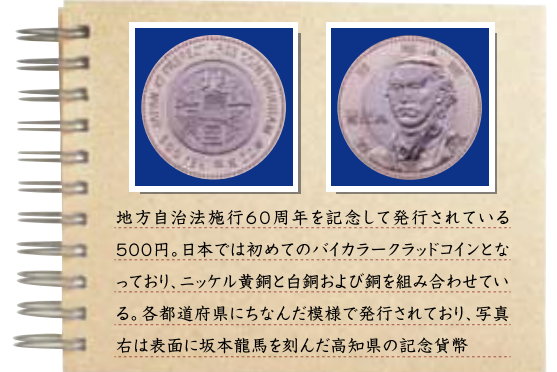 地方自治法施行60周年を記念して発行されている
500円。日本では初めてのバイカラークラッドコインとな
っており、ニッケル黄銅と白銅および銅を組み合わせてい
る。各都道府県にちなんだ模様で発行されており、写真
右は表面に坂本龍馬を刻んだ高知県の記念貨幣